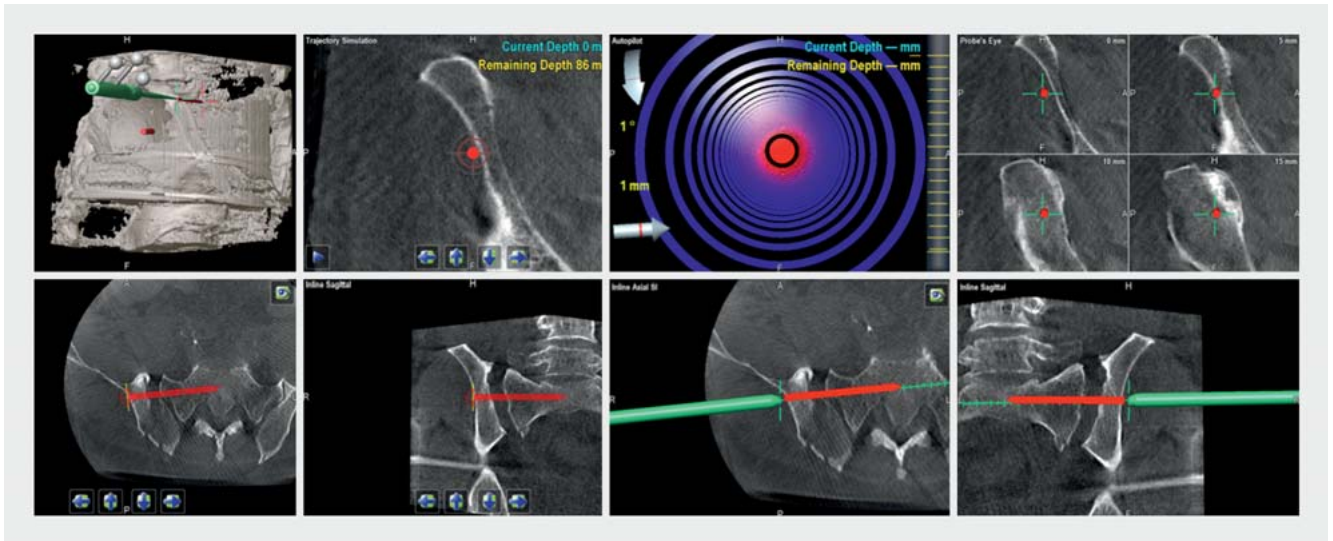 H
F
Trajectory Simulation
H
Current Depth 0 m
Remaining Depth 86 m
P
F
Autopilot
H
Current Depth — mm
Remaining Depth — mm
1°
1 mm
P
A
F
Probe's Eye
H
0 mm
P
A
F
H
5 mm
P
A
F
H
10 mm
P
A
H
15 mm
P
A
A
R
P
Inline Sagittal
H
F
Inline Axial SI
A
R
L
P
Inline Sagittal
H
F